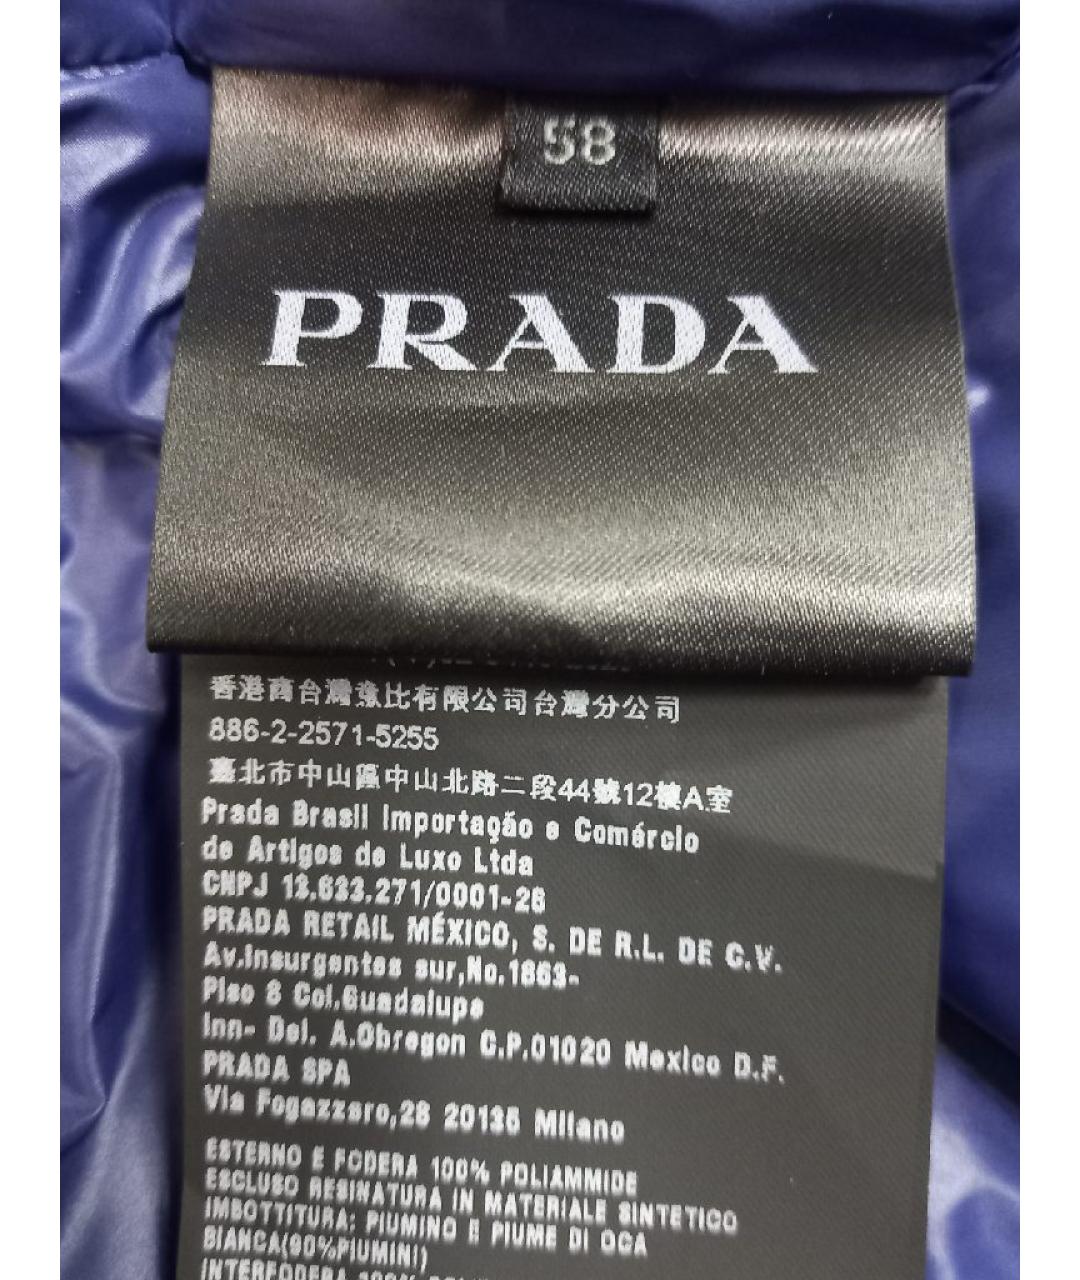 58
PRADA
香港商台灣普比有限公司台灣分公司
886-2-2571-5255
臺北市中山區中山北路二段44號12樓A室
Prada Brasil Importação e Comércio
de Artigos de Luxo Ltda
CNPJ 13.633.271/0001-26
PRADA RETAIL MÉXICO, S. DE R.L. DE C.V.
Av.Insurgentes sur,No.1863-
Piso 8 Col.Guadalupe
Inn- Del. A.Obregon C.P.01020 Mexico D.F.
PRADA SPA
Via Fogazzaro,28 20135 Milano
ESTERNO E FODERA 100% POLIAMMIDE
ESCLUSO RESINATURA IN MATERIALE SINTETICO
IMBOTTITURA: PIUMINO E PIUME DI OCA
BIANCA(90%PIUMINI)
INTERFODERA 100%